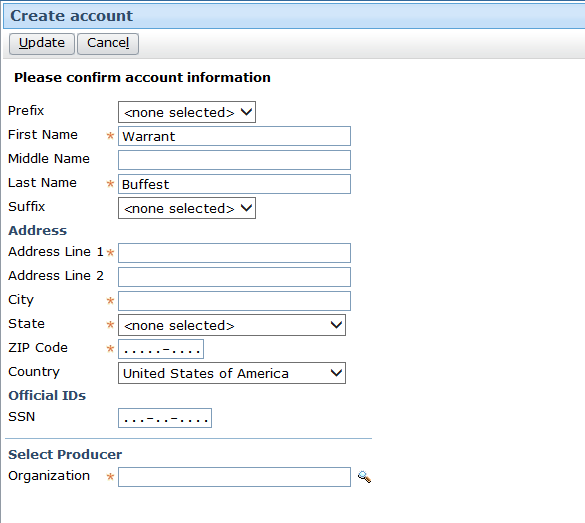 Create account
Update Cancel
Please confirm account information
Prefix <none selected>
First Name * Warrant
Middle Name
Last Name * Buffest
Suffix <none selected>
Address
Address Line 1 *
Address Line 2
City *
State * <none selected>
ZIP Code * .....-....
Country United States of America
Official IDs
SSN ...-..-....
Select Producer
Organization *